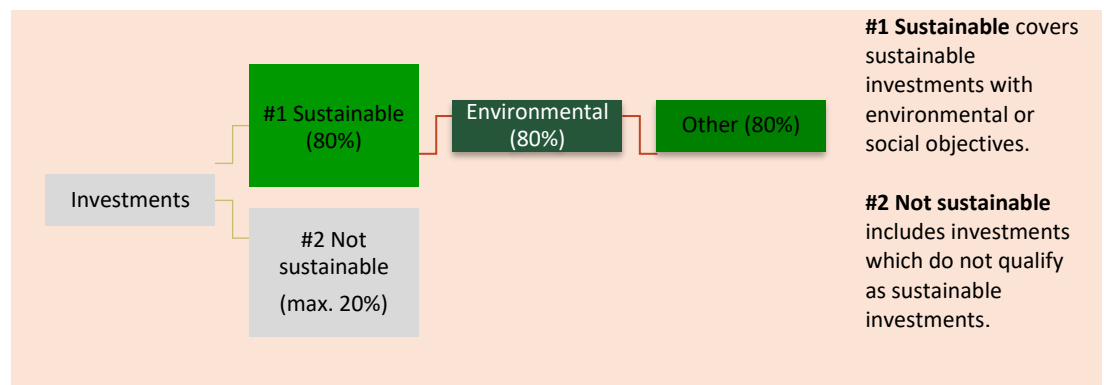 #1 Sustainable
(80%)
Environmental
(80%)
Other (80%)
Investments
#2 Not
sustainable
(max. 20%)
#1 Sustainable covers
sustainable
investments with
environmental or
social objectives.
#2 Not sustainable
includes investments
which do not qualify
as sustainable
investments.